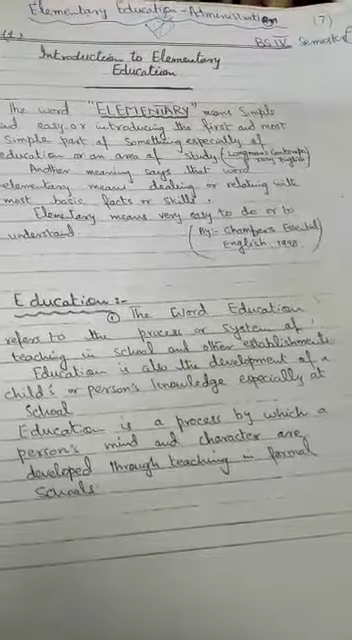 Elementary Education - Administration (7)
(1) BS IV Semester
Introduction to Elementary
Education
The word "ELEMENTARY" means Simple
and easy or introducing the first and most
Simple part of something especially of
education or an area of study (Longman's Contemporary English)
Another meaning says that word
elementary means dealing or relating with
most basic facts or skills.
Elementary means very easy to do or to
understand (By:- Chambers Essential
English, 1998
Education :-
① The Word Education
refers to the process or system of
teaching in school and other establishments
Education is also the development of a
child's or person's knowledge especially at
School
Education is a process by which a
person's mind and character are
developed through teaching in formal
Schools